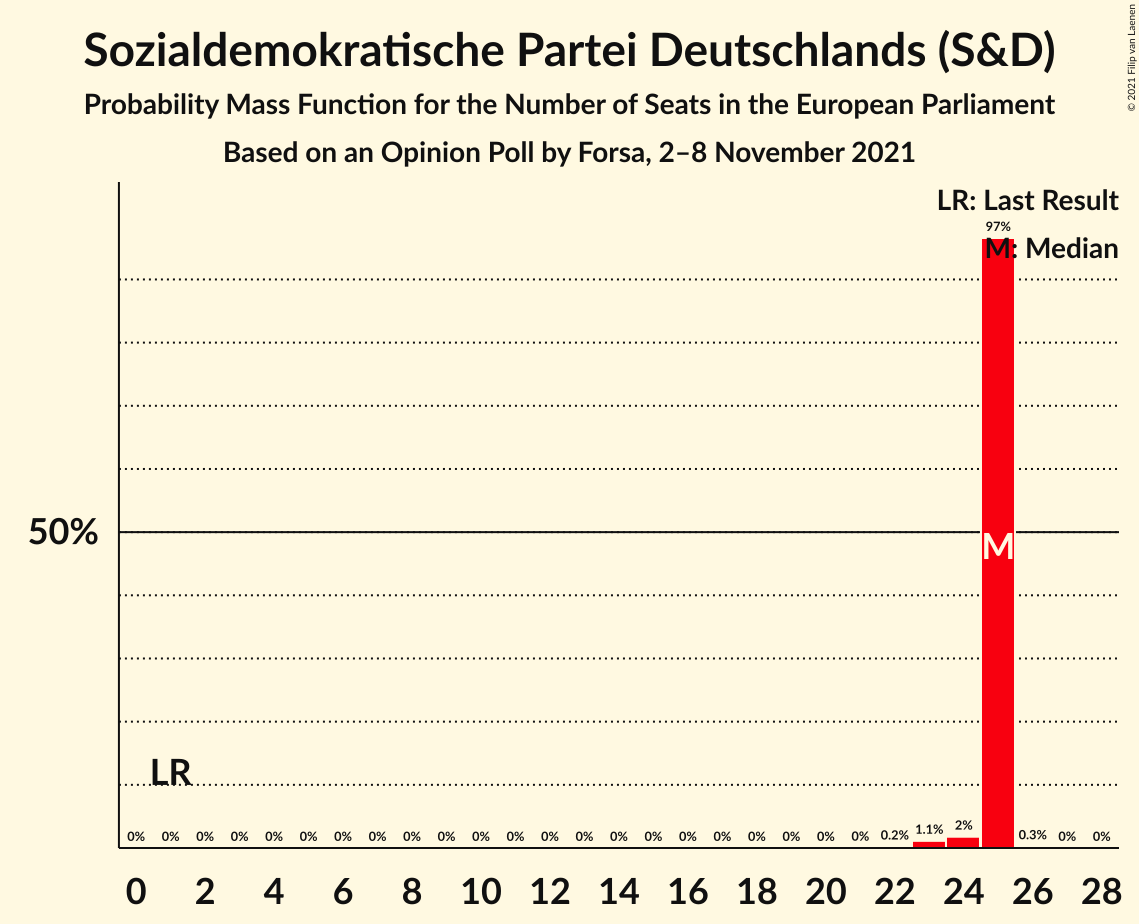 Sozialdemokratische Partei Deutschlands (S&D)
Probability Mass Function for the Number of Seats in the European Parliament
Based on an Opinion Poll by Forsa, 2–8 November 2021
© 2021 Filip van Laenen
LR: Last Result
97%
M: Median
50%
M
LR
0% 0% 0% 0% 0% 0% 0% 0% 0% 0% 0% 0% 0% 0% 0% 0% 0% 0% 0% 0% 0% 0% 0.2% 1.1% 2% 0.3% 0% 0%
0 2 4 6 8 10 12 14 16 18 20 22 24 26 28